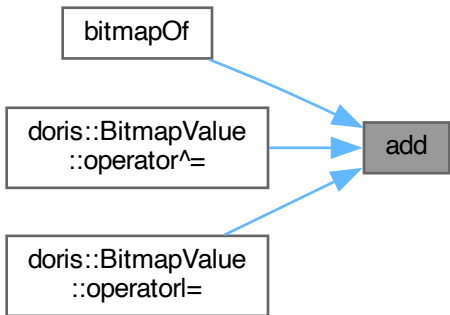 bitmapOf
doris::BitmapValue
::operator^=
add
doris::BitmapValue
::operator|=